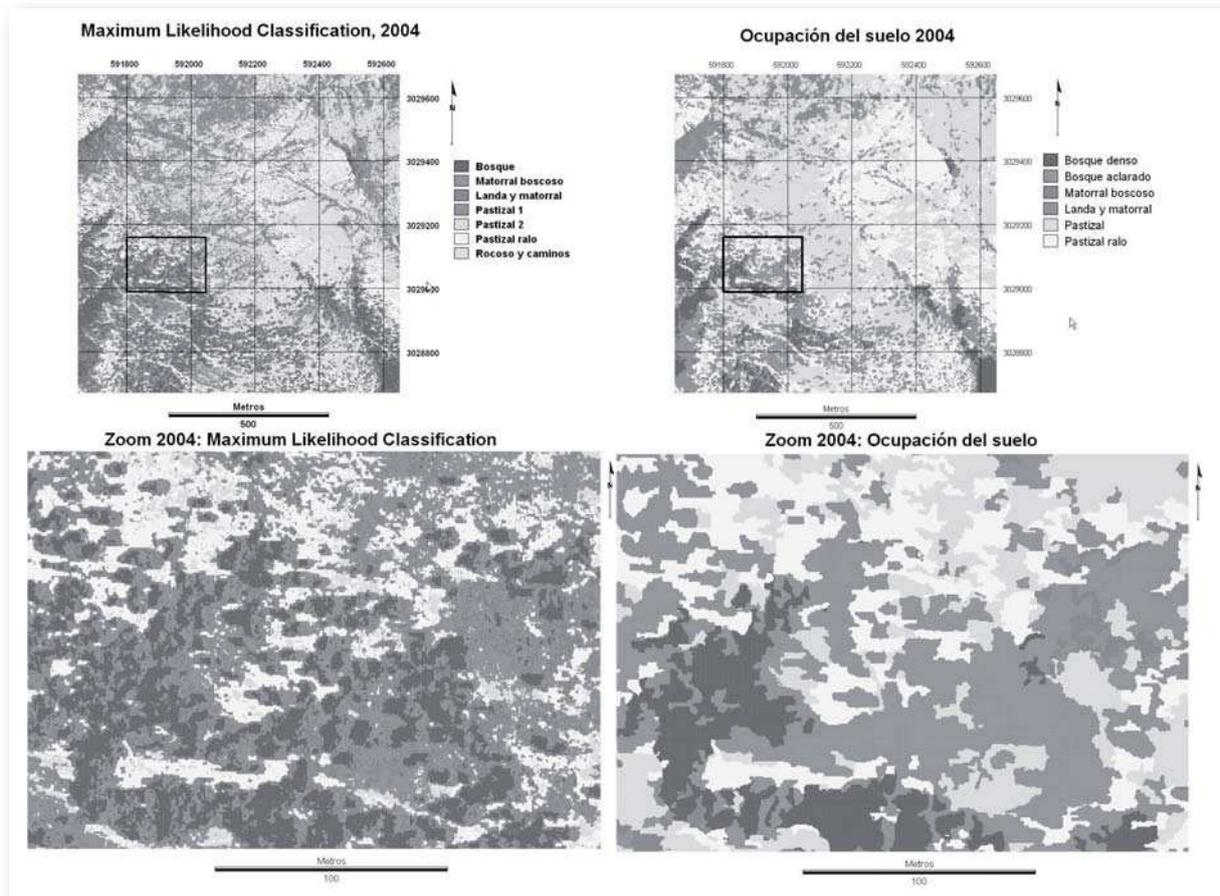 Maximum Likelihood Classification, 2004
591800 592000 592200 592400 592600
3029600
3029400
3029200
3028800
N
Bosque
Matorral boscoso
Landa y matorral
Pastizal 1
Pastizal 2
Pastizal ralo
Rocoso y caminos
Metros
500
Ocupación del suelo 2004
591800 592000 592200 592400 592600
3029600
3029400
3029200
3029000
3028800
N
Bosque denso
Bosque aclarado
Matorral boscoso
Landa y matorral
Pastizal
Pastizal ralo
Metros
500
Zoom 2004: Maximum Likelihood Classification
Metros
100
Zoom 2004: Ocupación del suelo
Metros
100